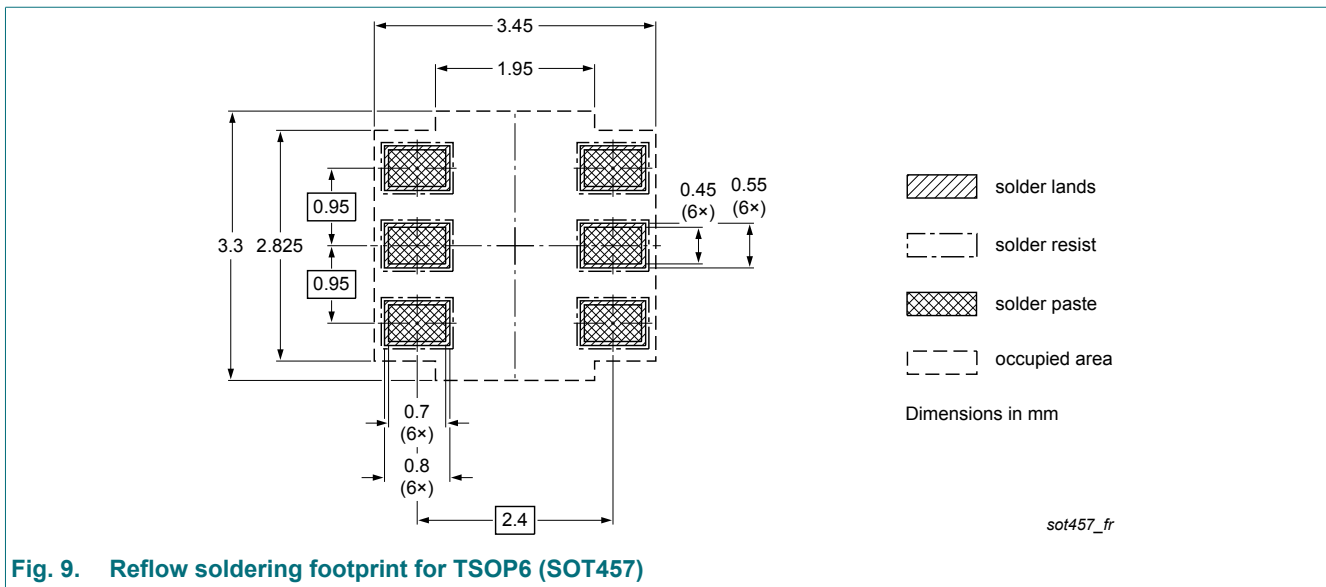 3.45
1.95
0.95
3.3
2.825
0.95
0.45
(6×)
0.55
(6×)
0.7
(6×)
0.8
(6×)
2.4
solder lands
solder resist
solder paste
occupied area
Dimensions in mm
sot457_fr
Fig. 9. Reflow soldering footprint for TSOP6 (SOT457)